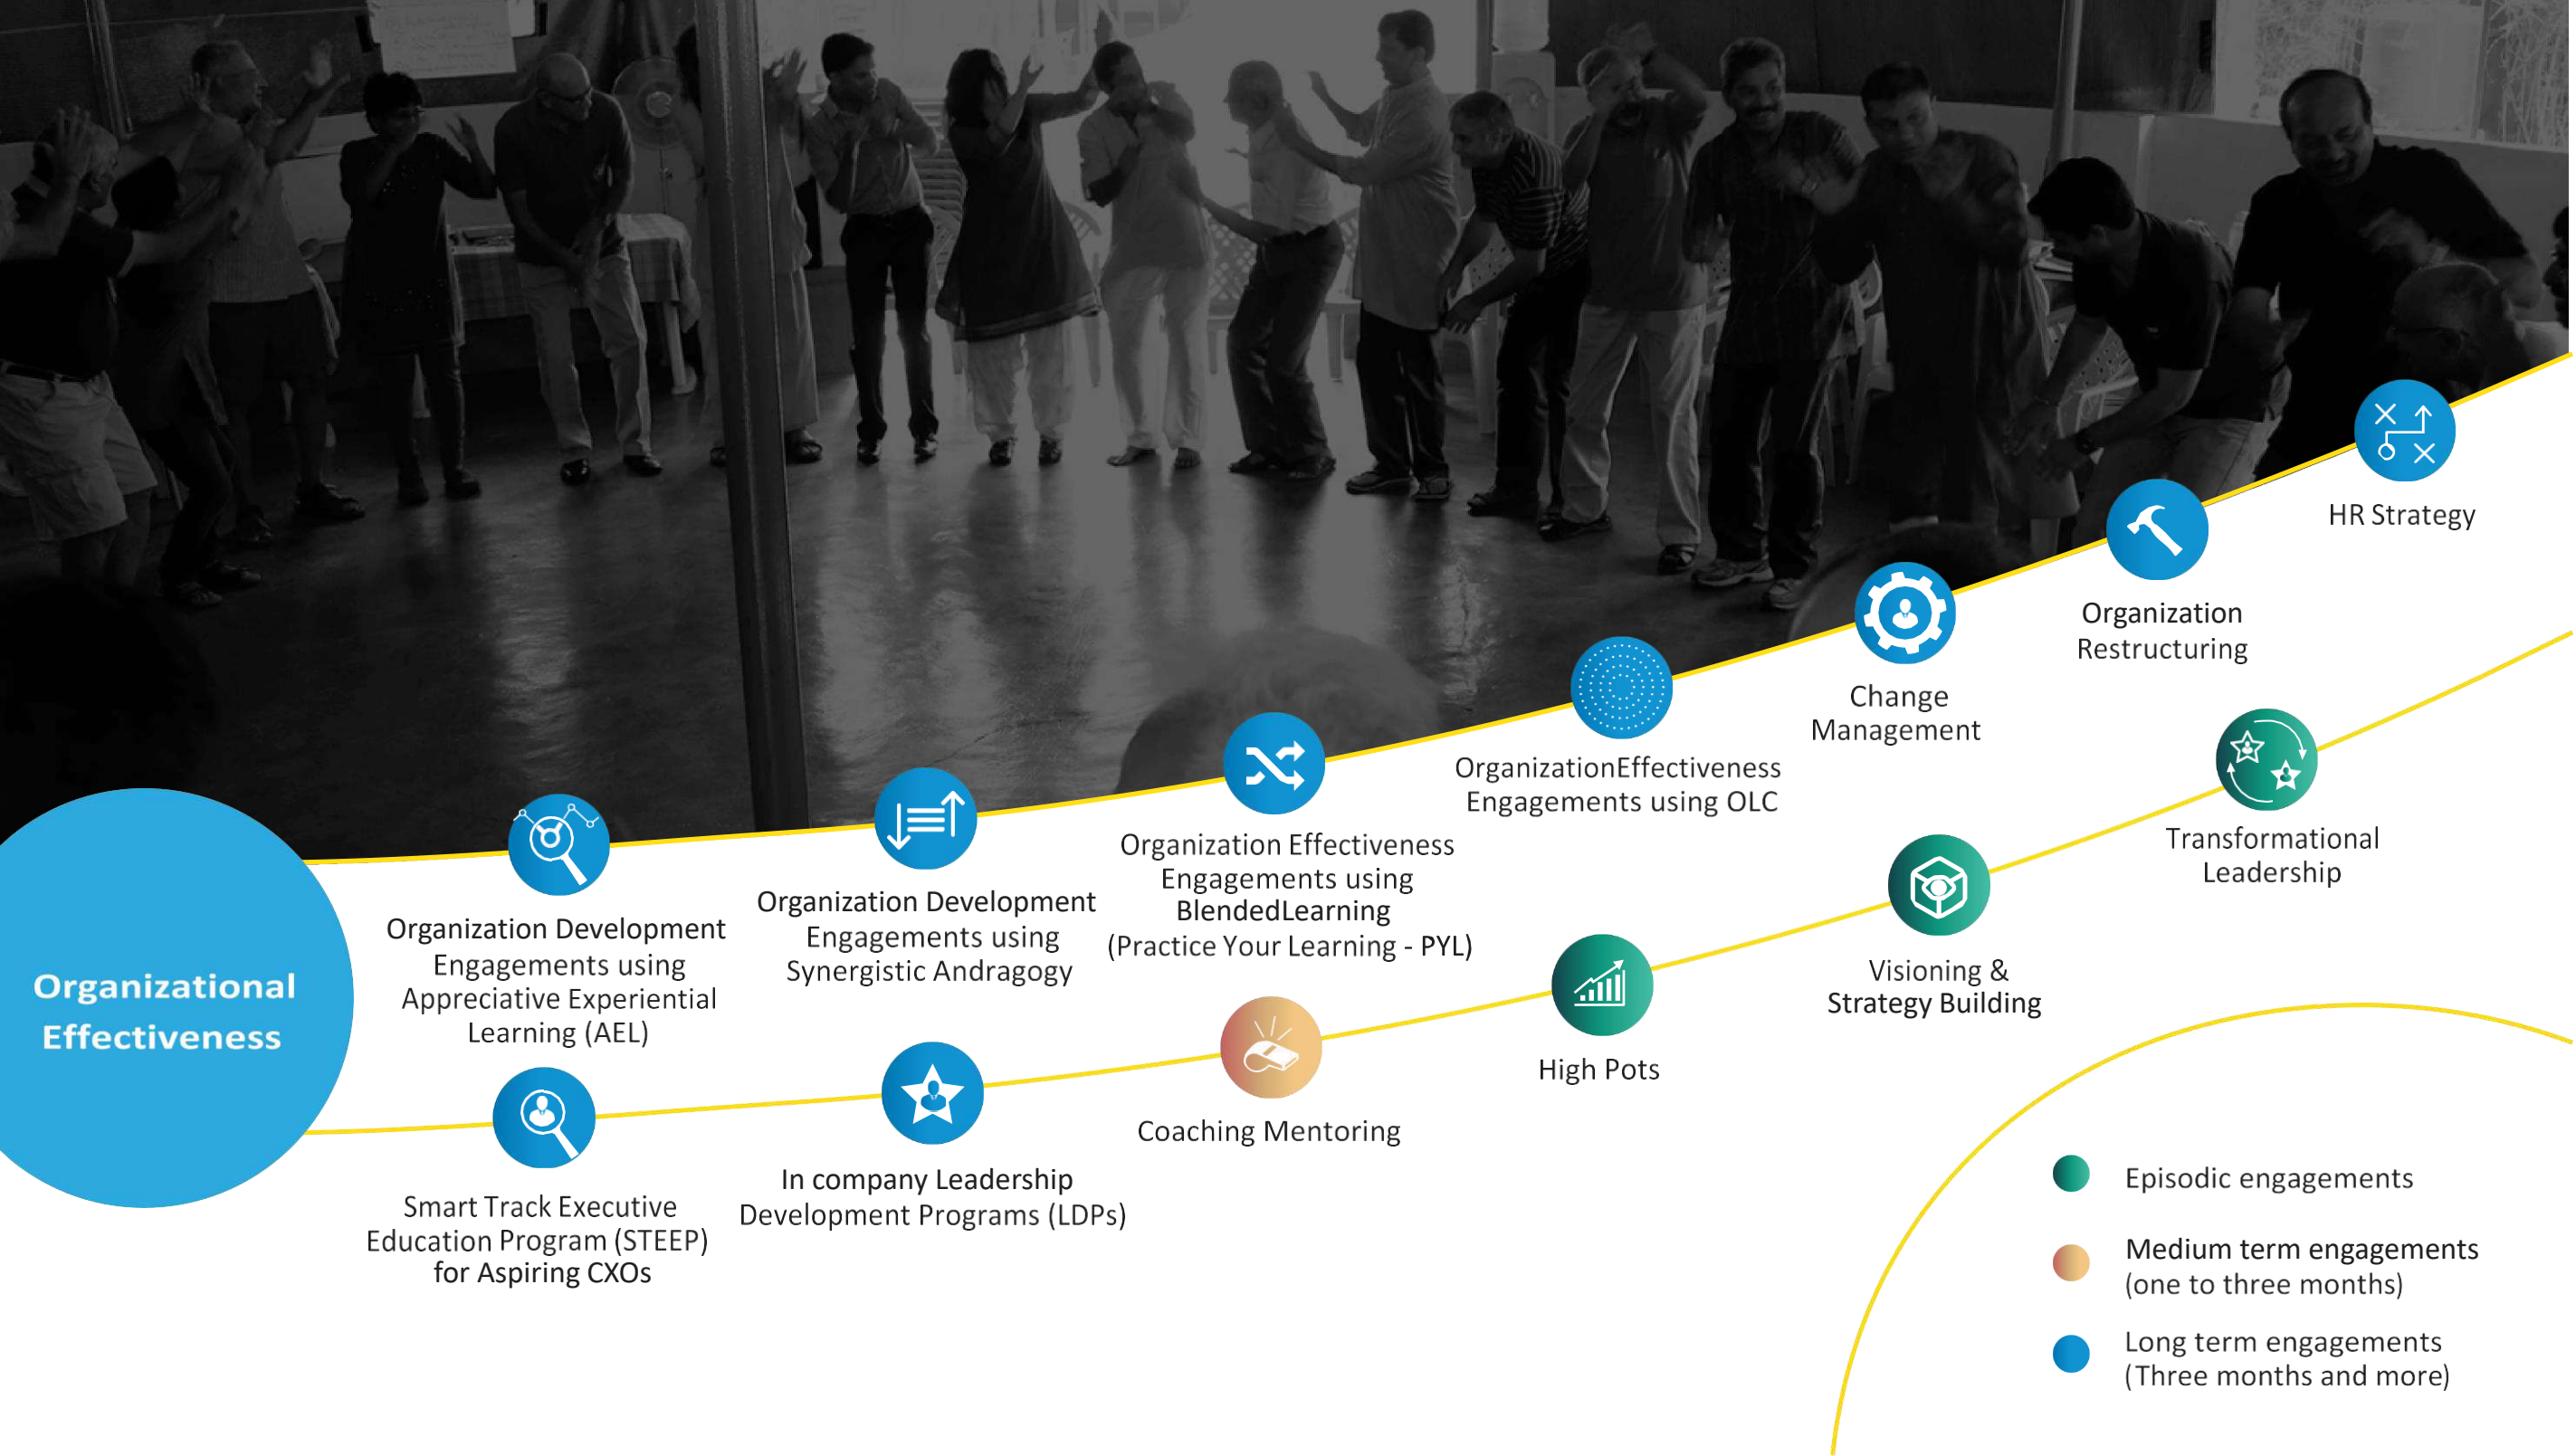 Organizational
Effectiveness
Organization Development
Engagements using
Appreciative Experiential
Learning (AEL)
Organization Development
Engagements using
Synergistic Andragogy
Organization Effectiveness
Engagements using
BlendedLearning
(Practice Your Learning - PYL)
OrganizationEffectiveness
Engagements using OLC
Change
Management
Organization
Restructuring
HR Strategy
Smart Track Executive
Education Program (STEEP)
for Aspiring CXOs
In company Leadership
Development Programs (LDPs)
Coaching Mentoring
High Pots
Visioning &
Strategy Building
Transformational
Leadership
Episodic engagements
Medium term engagements
(one to three months)
Long term engagements
(Three months and more)